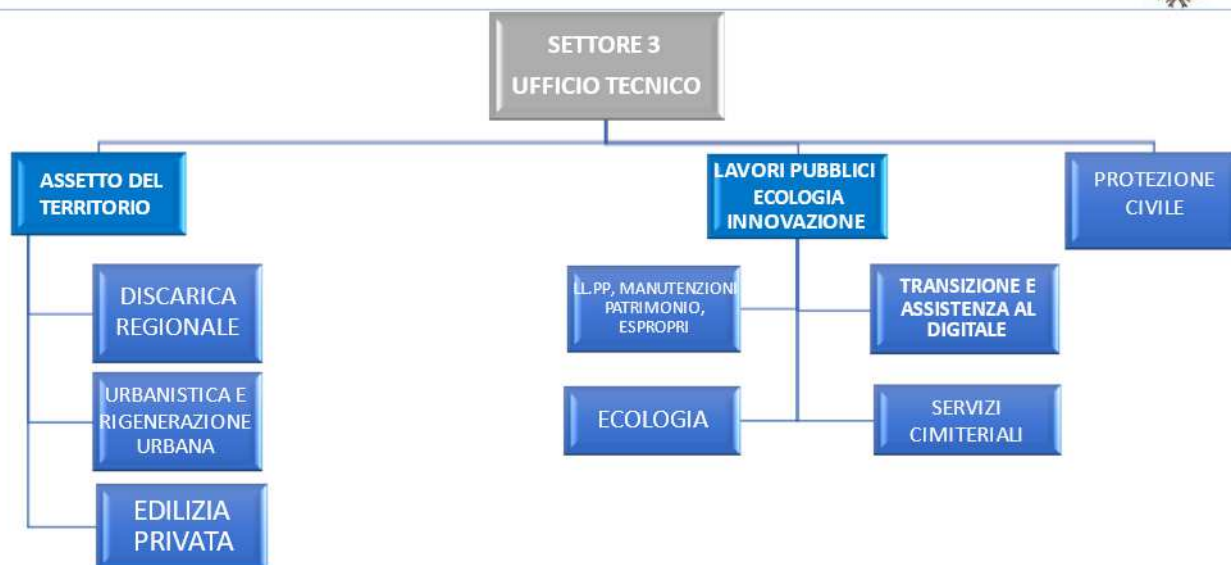 SETTORE 3
UFFICIO TECNICO
ASSETTO DEL
TERRITORIO
LAVORI PUBBLICI
ECOLOGIA
INNOVAZIONE
PROTEZIONE
CIVILE
DISCARICA
REGIONALE
URBANISTICA E
RIGENERAZIONE
URBANA
EDILIZIA
PRIVATA
LL.PP, MANUTENZIONI
PATRIMONIO,
ESPROPRI
TRANSIZIONE E
ASSISTENZA AL
DIGITALE
ECOLOGIA
SERVIZI
CIMITERIALI